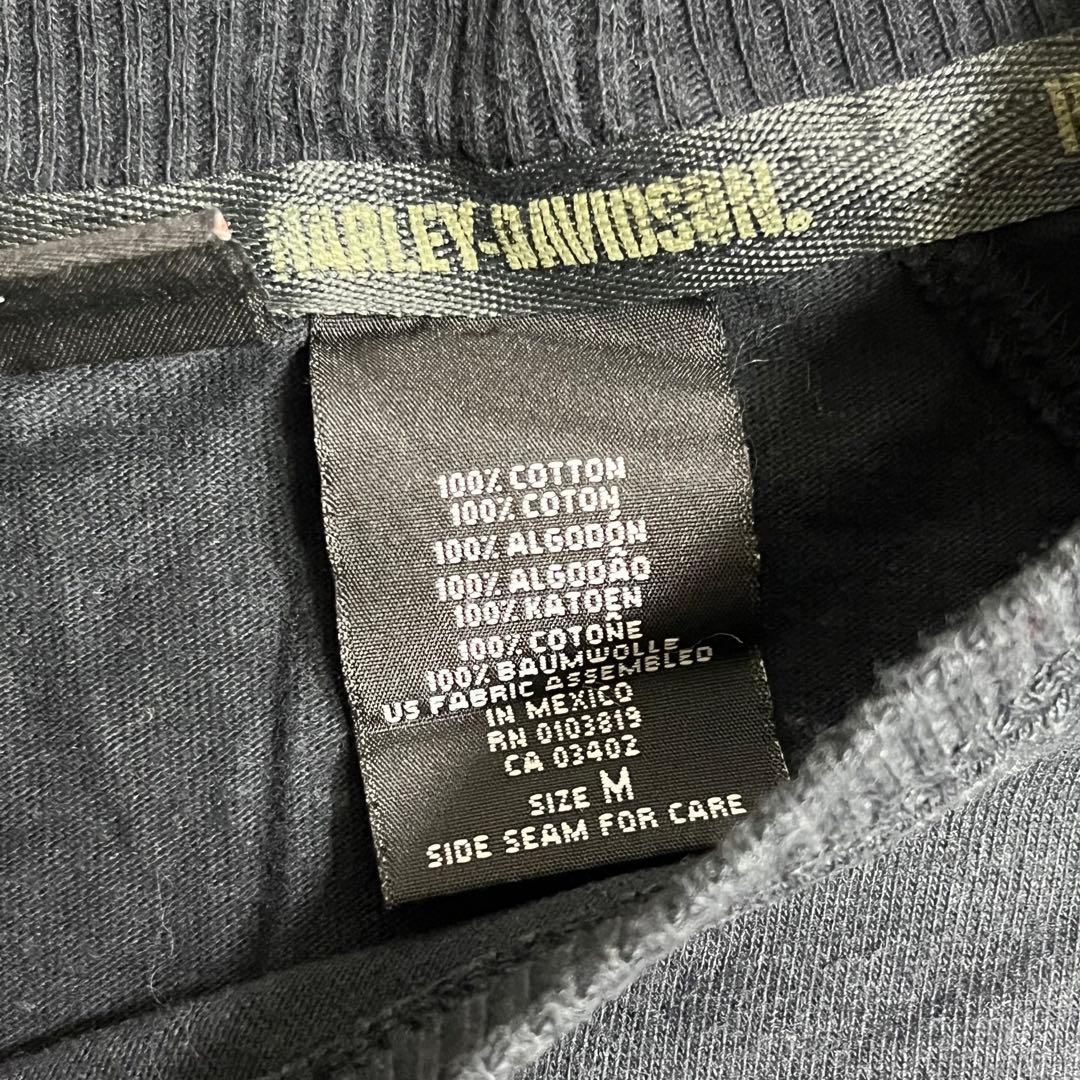 HARLEY-DAVIDSON.
100% COTTON
100% COTON
100% ALGODÓN
100% ALGODÃO
100% KATOEN
100% COTOÑE
100% BAUMWOLLE
US FABRIC ASSEMBLED
IN MEXICO
RN 0103819
CA 03402
SIZE M
SIDE SEAM FOR CARE